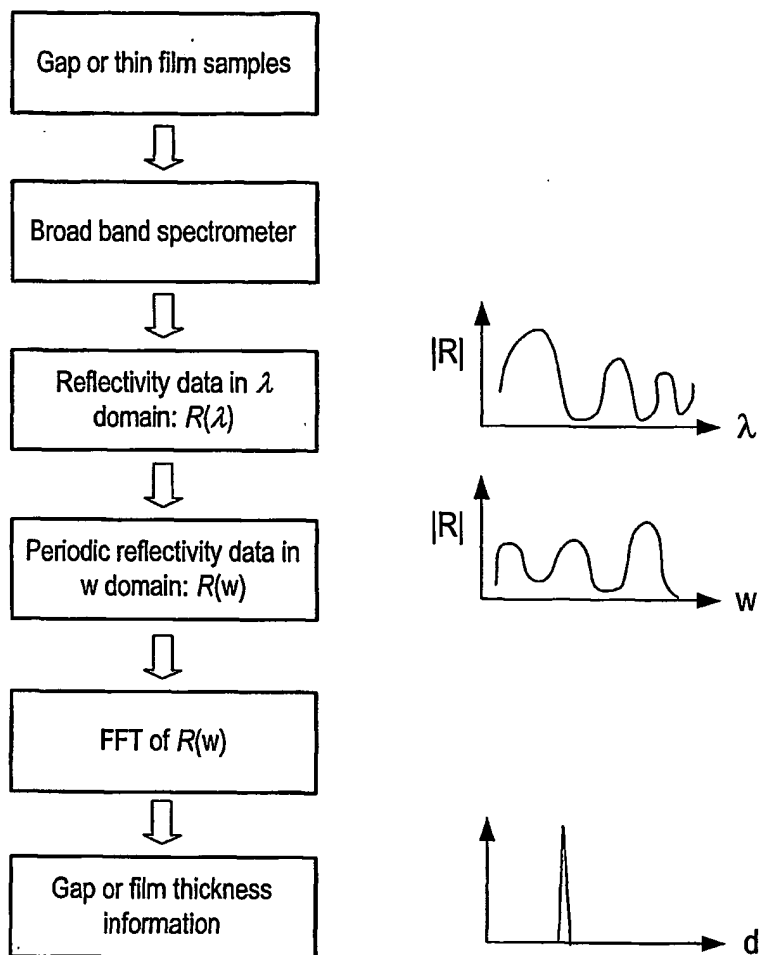 Gap or thin film samples
Broad band spectrometer
Reflectivity data in λ
domain: R(λ)
|R|
λ
Periodic reflectivity data in
w domain: R(w)
|R|
w
FFT of R(w)
Gap or film thickness
information
d